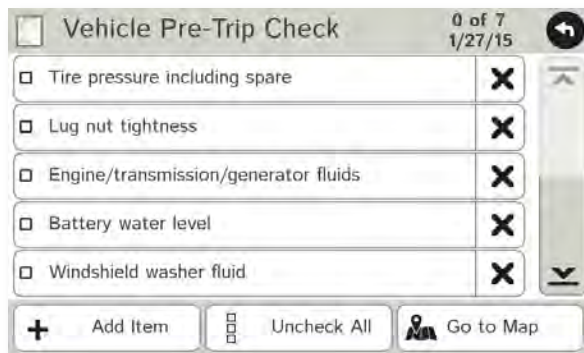 Vehicle Pre-Trip Check
0 of 7
1/27/15
Tire pressure including spare
Lug nut tightness
Engine/transmission/generator fluids
Battery water level
Windshield washer fluid
Add Item
Uncheck All
Go to Map